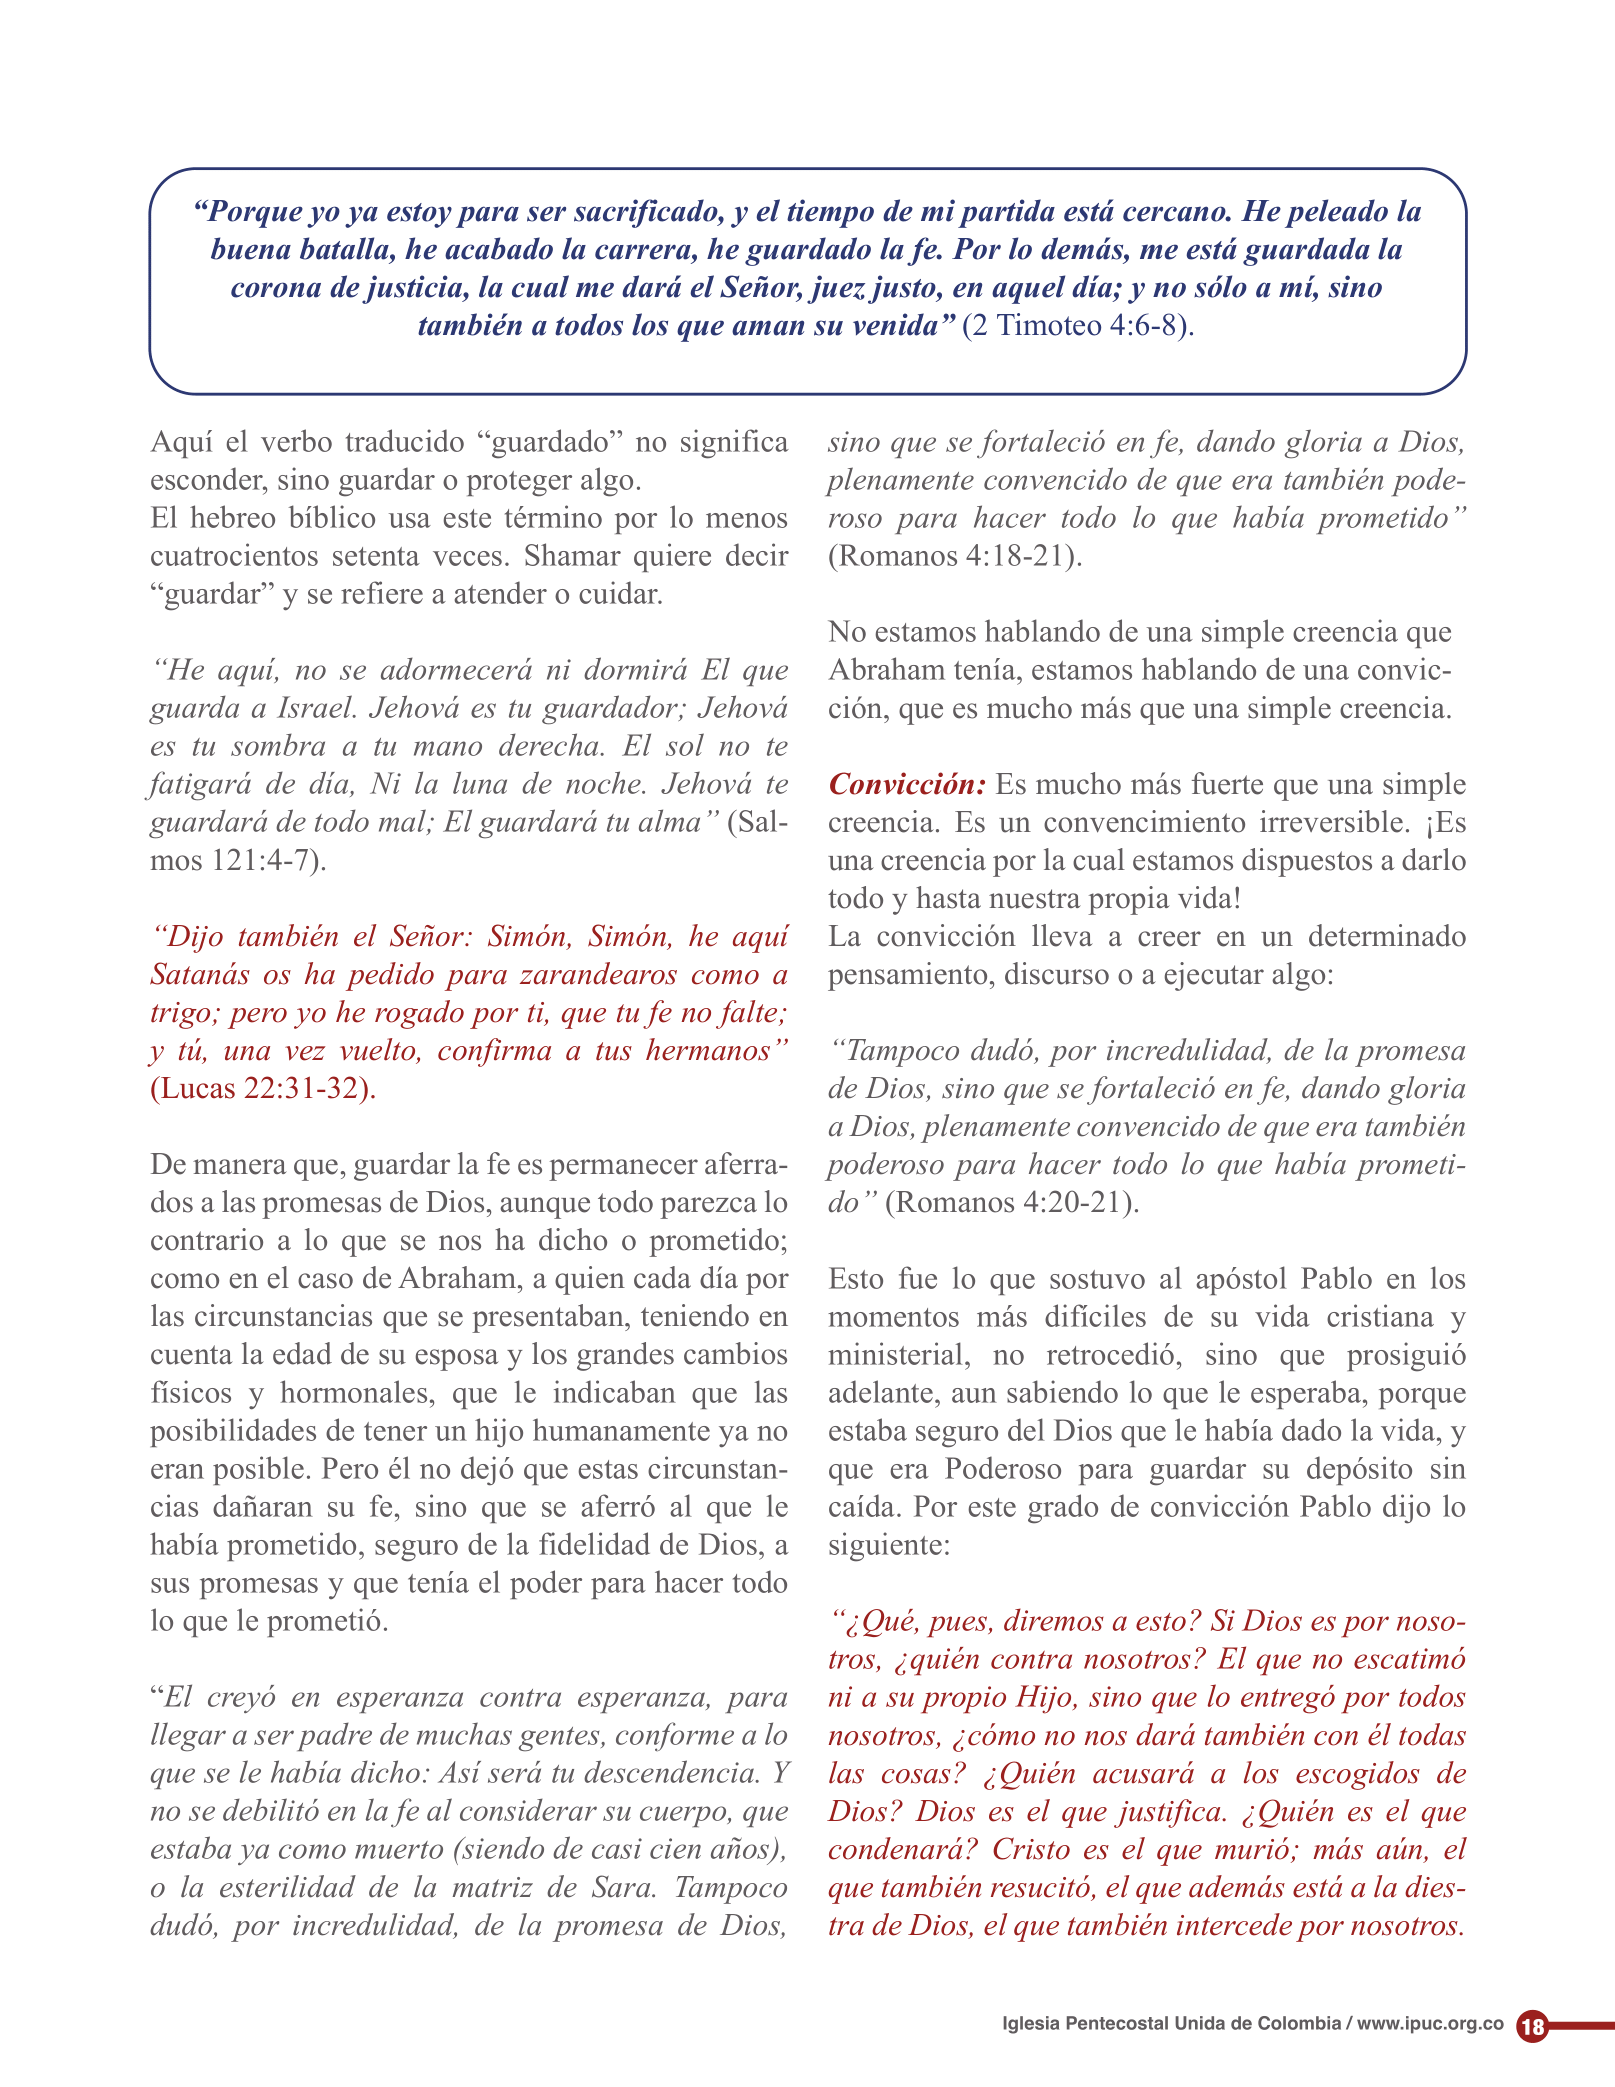 “Porque yo ya estoy para ser sacrificado, y el tiempo de mi partida está cercano. He peleado la
buena batalla, he acabado la carrera, he guardado la fe. Por lo demás, me está guardada la
corona de justicia, la cual me dará el Señor, juez justo, en aquel día; y no sólo a mí, sino
también a todos los que aman su venida” (2 Timoteo 4:6-8).
Aquí el verbo traducido “guardado” no significa
esconder, sino guardar o proteger algo.
El hebreo bíblico usa este término por lo menos
cuatrocientos setenta veces. Shamar quiere decir
“guardar” y se refiere a atender o cuidar.
“He aquí, no se adormecerá ni dormirá El que
guarda a Israel. Jehová es tu guardador; Jehová
es tu sombra a tu mano derecha. El sol no te
fatigará de día, Ni la luna de noche. Jehová te
guardará de todo mal; El guardará tu alma” (Sal-
mos 121:4-7).
“Dijo también el Señor: Simón, Simón, he aquí
Satanás os ha pedido para zarandearos como a
trigo; pero yo he rogado por ti, que tu fe no falte;
y tú, una vez vuelto, confirma a tus hermanos”
(Lucas 22:31-32).
De manera que, guardar la fe es permanecer aferra-
dos a las promesas de Dios, aunque todo parezca lo
contrario a lo que se nos ha dicho o prometido;
como en el caso de Abraham, a quien cada día por
las circunstancias que se presentaban, teniendo en
cuenta la edad de su esposa y los grandes cambios
físicos y hormonales, que le indicaban que las
posibilidades de tener un hijo humanamente ya no
eran posible. Pero él no dejó que estas circunstan-
cias dañaran su fe, sino que se aferró al que le
había prometido, seguro de la fidelidad de Dios, a
sus promesas y que tenía el poder para hacer todo
lo que le prometió.
“El creyó en esperanza contra esperanza, para
llegar a ser padre de muchas gentes, conforme a lo
que se le había dicho: Así será tu descendencia. Y
no se debilitó en la fe al considerar su cuerpo, que
estaba ya como muerto (siendo de casi cien años),
o la esterilidad de la matriz de Sara. Tampoco
dudó, por incredulidad, de la promesa de Dios,
sino que se fortaleció en fe, dando gloria a Dios,
plenamente convencido de que era también pode-
roso para hacer todo lo que había prometido”
(Romanos 4:18-21).
No estamos hablando de una simple creencia que
Abraham tenía, estamos hablando de una convic-
ción, que es mucho más que una simple creencia.
Convicción: Es mucho más fuerte que una simple
creencia. Es un convencimiento irreversible. ¡Es
una creencia por la cual estamos dispuestos a darlo
todo y hasta nuestra propia vida!
La convicción lleva a creer en un determinado
pensamiento, discurso o a ejecutar algo:
“Tampoco dudó, por incredulidad, de la promesa
de Dios, sino que se fortaleció en fe, dando gloria
a Dios, plenamente convencido de que era también
poderoso para hacer todo lo que había prometi-
do” (Romanos 4:20-21).
Esto fue lo que sostuvo al apóstol Pablo en los
momentos más difíciles de su vida cristiana y
ministerial, no retrocedió, sino que prosiguió
adelante, aun sabiendo lo que le esperaba, porque
estaba seguro del Dios que le había dado la vida, y
que era Poderoso para guardar su depósito sin
caída. Por este grado de convicción Pablo dijo lo
siguiente:
“¿Qué, pues, diremos a esto? Si Dios es por noso-
tros, ¿quién contra nosotros? El que no escatimó
ni a su propio Hijo, sino que lo entregó por todos
nosotros, ¿cómo no nos dará también con él todas
las cosas? ¿Quién acusará a los escogidos de
Dios? Dios es el que justifica. ¿Quién es el que
condenará? Cristo es el que murió; más aún, el
que también resucitó, el que además está a la dies-
tra de Dios, el que también intercede por nosotros.
Iglesia Pentecostal Unida de Colombia / www.ipuc.org.co 18